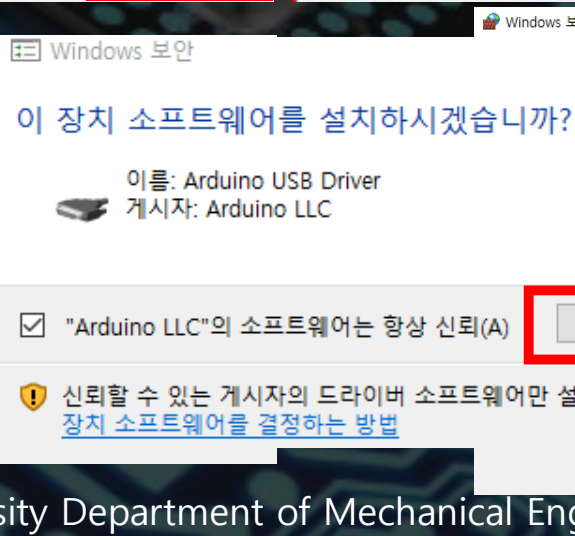 Windows 보
Windows 보안
이 장치 소프트웨어를 설치하시겠습니까?
이름: Arduino USB Driver
게시자: Arduino LLC
"Arduino LLC"의 소프트웨어는 항상 신뢰(A)
신뢰할 수 있는 게시자의 드라이버 소프트웨어만
장치 소프트웨어를 결정하는 방법
sity Department of Mechanical Eng